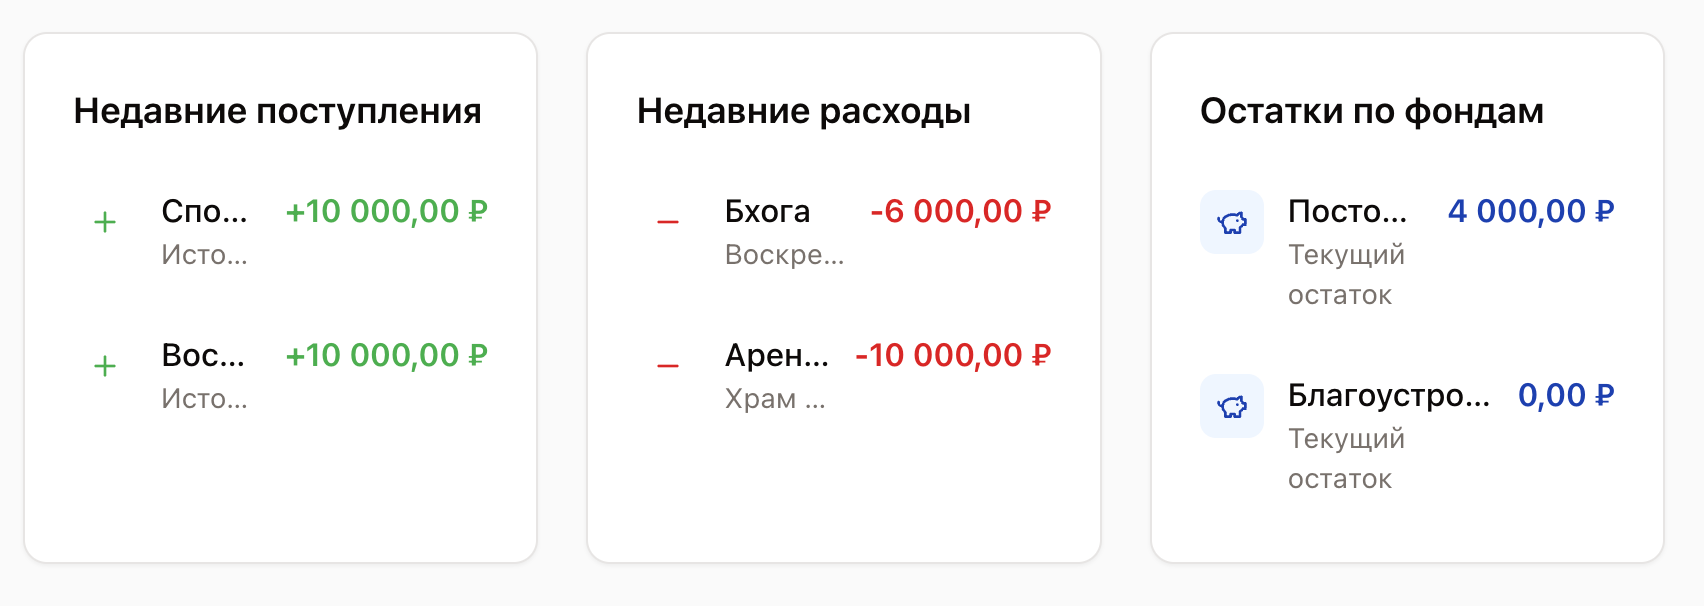 Недавние поступления
Спо... +10 000,00 ₽
Исто...
Вос... +10 000,00 ₽
Исто...
Недавние расходы
Бхога -6 000,00 ₽
Воскре...
Арен... -10 000,00 ₽
Храм ...
Остатки по фондам
Посто... 4 000,00 ₽
Текущий
остаток
Благоустро... 0,00 ₽
Текущий
остаток